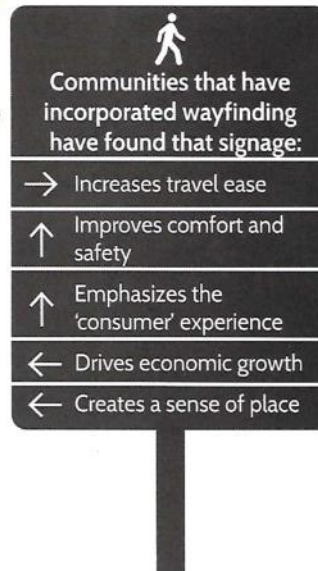 Communities that have
incorporated wayfinding
have found that signage:
→ Increases travel ease
↑ Improves comfort and
safety
↑ Emphasizes the
'consumer' experience
← Drives economic growth
← Creates a sense of place